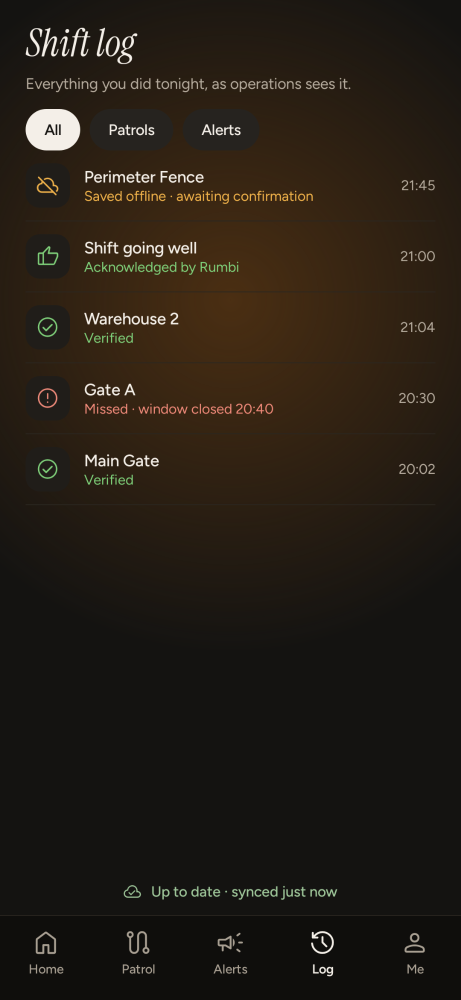 Shift log
Everything you did tonight, as operations sees it.
All
Patrols
Alerts
Perimeter Fence
Saved offline · awaiting confirmation
21:45
Shift going well
Acknowledged by Rumbi
21:00
Warehouse 2
Verified
21:04
Gate A
Missed · window closed 20:40
20:30
Main Gate
Verified
20:02
Up to date · synced just now
Home
Patrol
Alerts
Log
Me